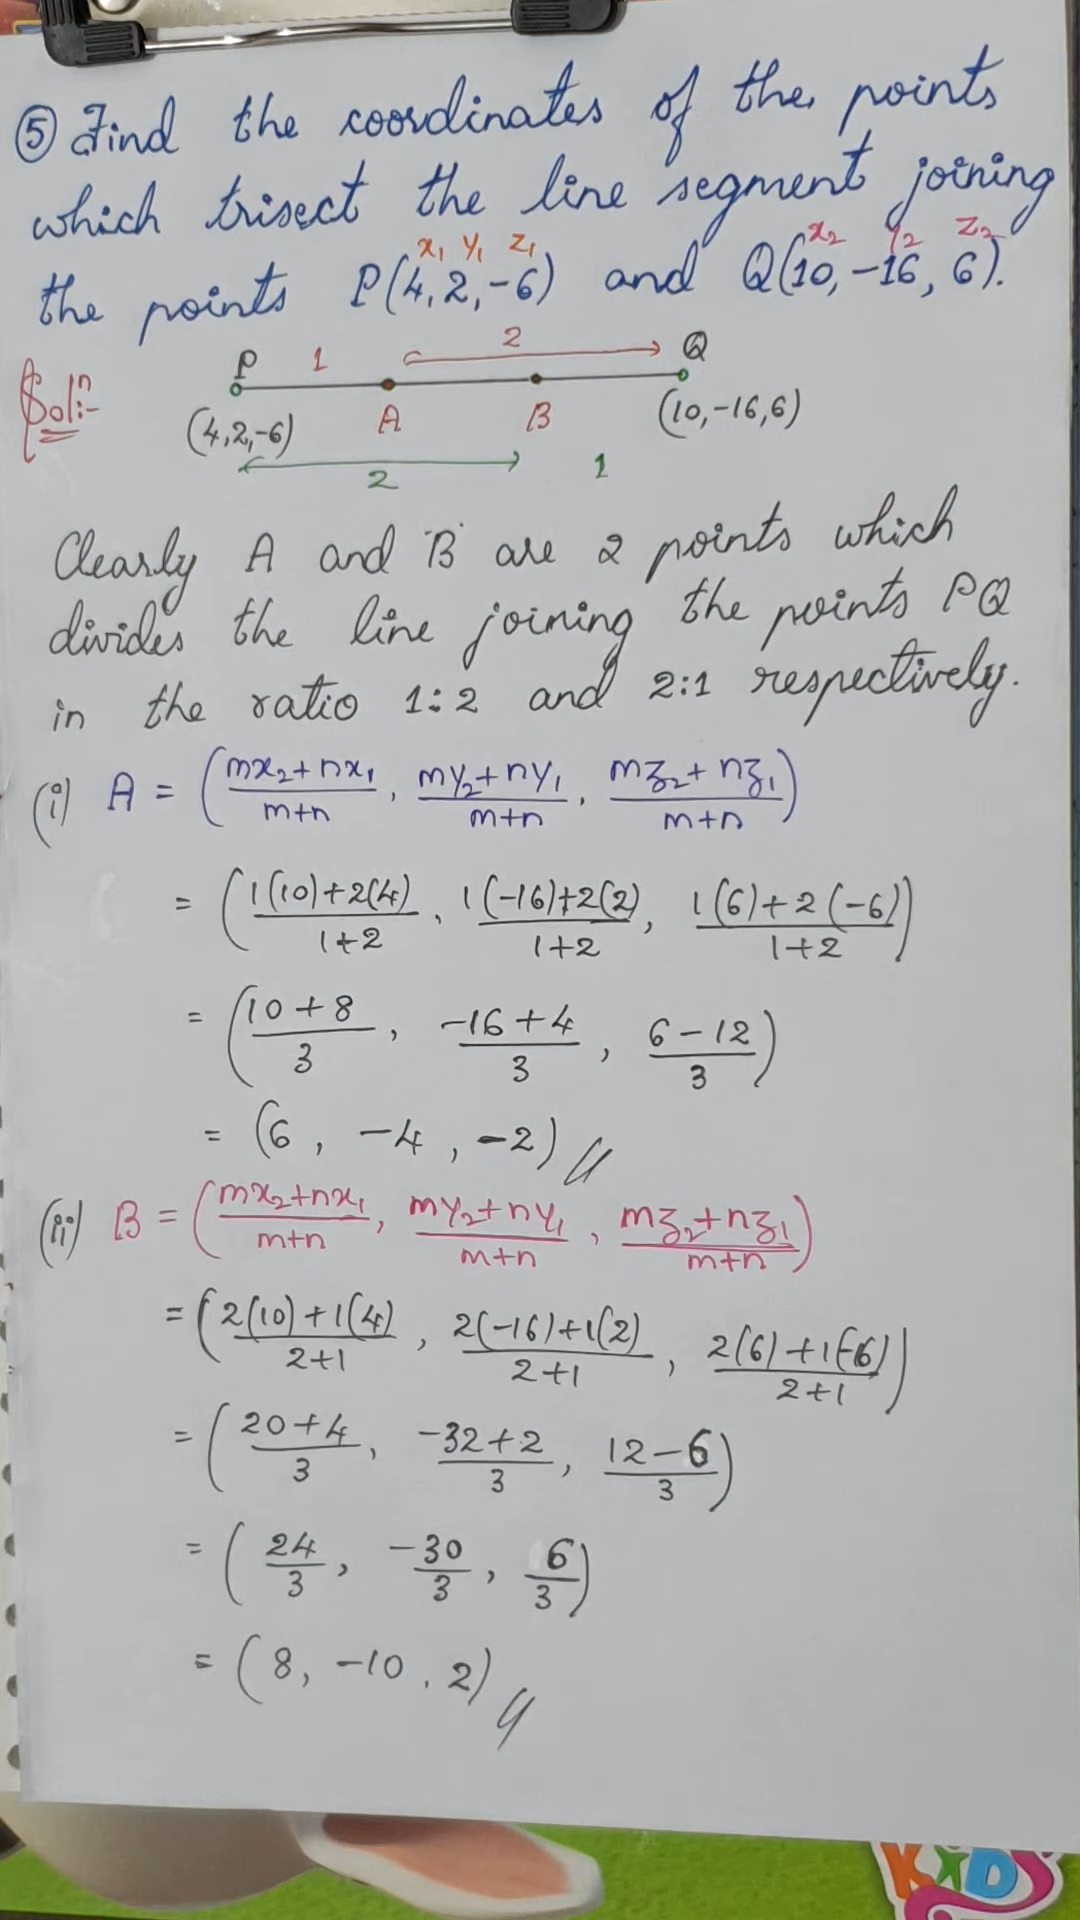 ⑤ Find the coordinates of the points
which trisect the line segment joining
x₁ y₁ z₁ x₂ y₂ z₂
the points P(4,2,-6) and Q(10,-16,6).
Solⁿ:-
P 1 2 Q
(4,2,-6) A B (10,-16,6)
2 1
Clearly A and B are 2 points which
divides the line joining the points PQ
in the ratio 1:2 and 2:1 respectively.
(i) A = (mx₂+nx₁/m+n, my₂+ny₁/m+n, mz₂+nz₁/m+n)
= (1(10)+2(4)/1+2, 1(-16)+2(2)/1+2, 1(6)+2(-6)/1+2)
= (10+8/3, -16+4/3, 6-12/3)
= (6, -4, -2)
(ii) B = (mx₂+nx₁/m+n, my₂+ny₁/m+n, mz₂+nz₁/m+n)
= (2(10)+1(4)/2+1, 2(-16)+1(2)/2+1, 2(6)+1(-6)/2+1)
= (20+4/3, -32+2/3, 12-6/3)
= (24/3, -30/3, 6/3)
= (8, -10, 2)
KiDS